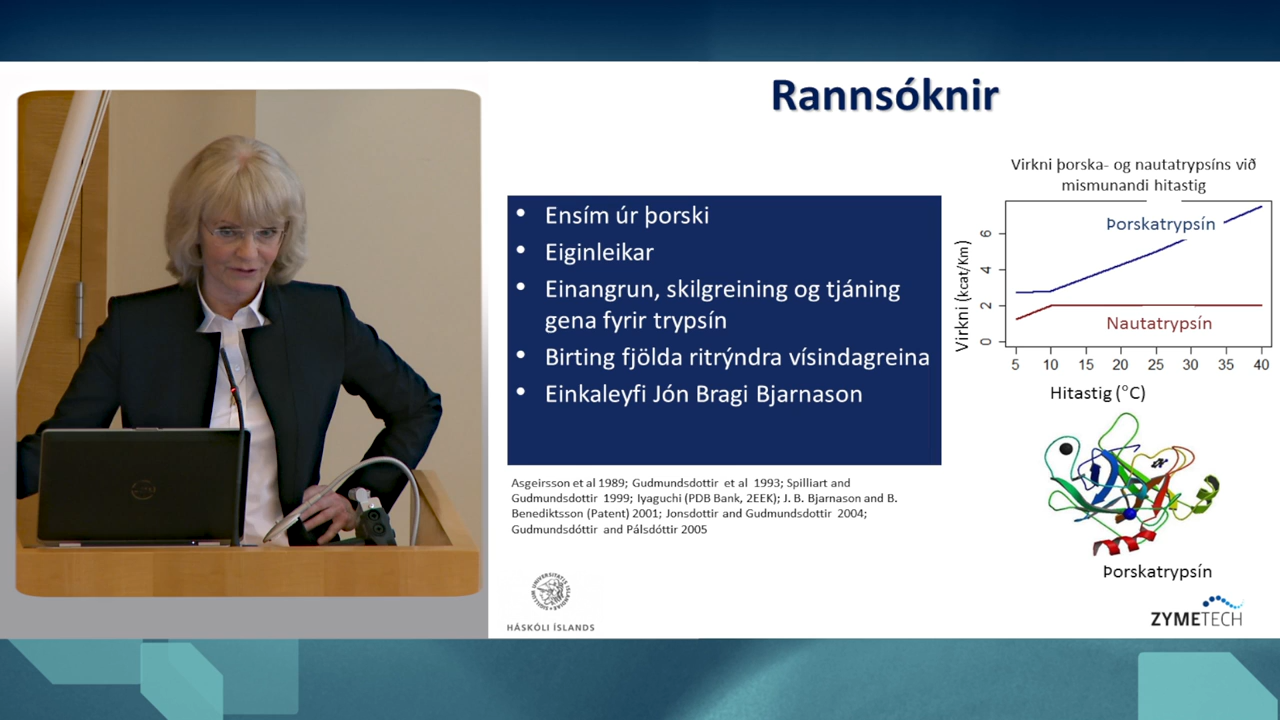 Rannsóknir
• Ensím úr þorski
• Eiginleikar
• Einangrun, skilgreining og tjáning
gena fyrir trypsín
• Birting fjölda ritrýndra vísindagreina
• Einkaleyfi Jón Bragi Bjarnason
Asgeirsson et al 1989; Gudmundsdottir et al 1993; Spilliart and
Gudmundsdottir 1999; Iyaguchi (PDB Bank, 2EEK); J. B. Bjarnason and B.
Benediktsson (Patent) 2001; Jonsdottir and Gudmundsdottir 2004;
Gudmundsdóttir and Pálsdóttir 2005
HÁSKÓLI ÍSLANDS
Virkni þorska- og nautatrypsíns við
mismunandi hitastig
Virkni (kcat/Km)
6
4
2
0
Þorskatrypsín
Nautatrypsín
5 10 15 20 25 30 35 40
Hitastig (°C)
Þorskatrypsín
ZYMETECH